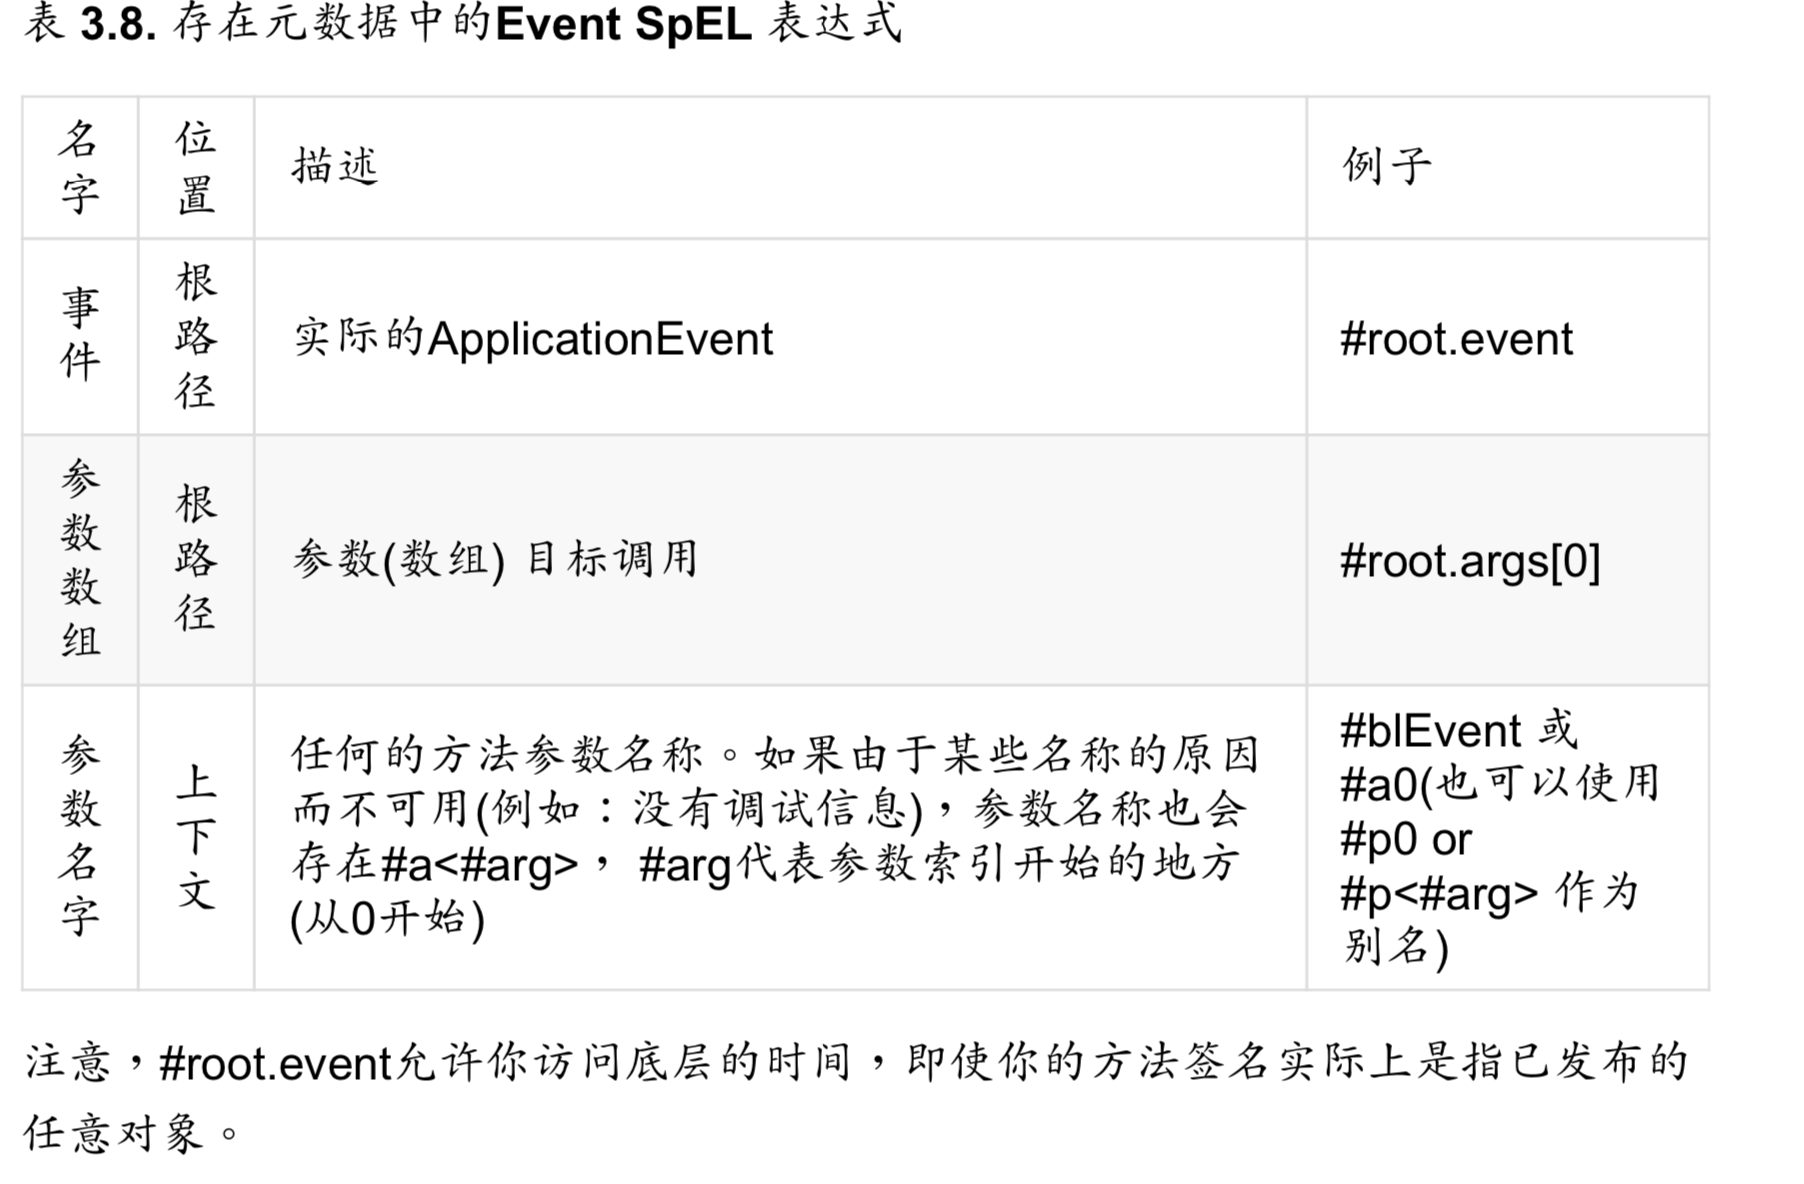 表 3.8. 存在元数据中的Event SpEL 表达式
名
字
位
置
描述
例子
事
件
根
路
径
实际的ApplicationEvent
#root.event
参
数
数
组
根
路
径
参数(数组) 目标调用
#root.args[0]
参
数
名
字
上
下
文
任何的方法参数名称。如果由于某些名称的原因
而不可用(例如：没有调试信息)，参数名称也会
存在#a<#arg>， #arg代表参数索引开始的地方
(从0开始)
#blEvent 或
#a0(也可以使用
#p0 or
#p<#arg> 作为
别名)
注意，#root.event允许你访问底层的时间，即使你的方法签名实际上是指已发布的
任意对象。